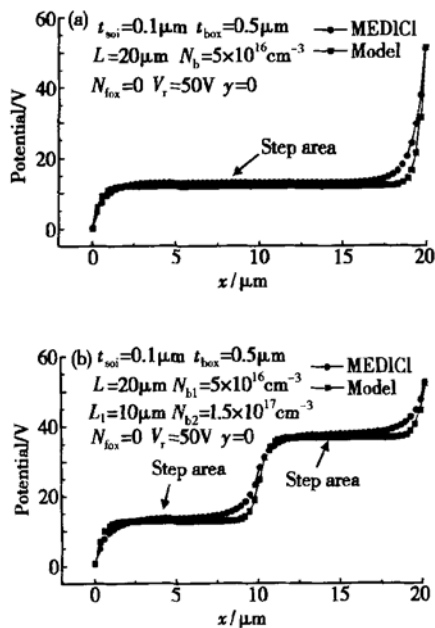 (a) t_soi=0.1μm t_box=0.5μm
MEDICI
L=20μm N_b=5×10^16cm^-3
Model
N_fox=0 V_r=50V γ=0
Step area
Potential/V
60
40
20
0
0 5 10 15 20
x/μm
(b) t_soi=0.1μm t_box=0.5μm
MEDICI
L=20μm N_b1=5×10^16cm^-3
Model
L_1=10μm N_b2=1.5×10^17cm^-3
N_fox=0 V_r=50V γ=0
Step area
Step area
Potential/V
60
40
20
0
0 5 10 15 20
x/μm